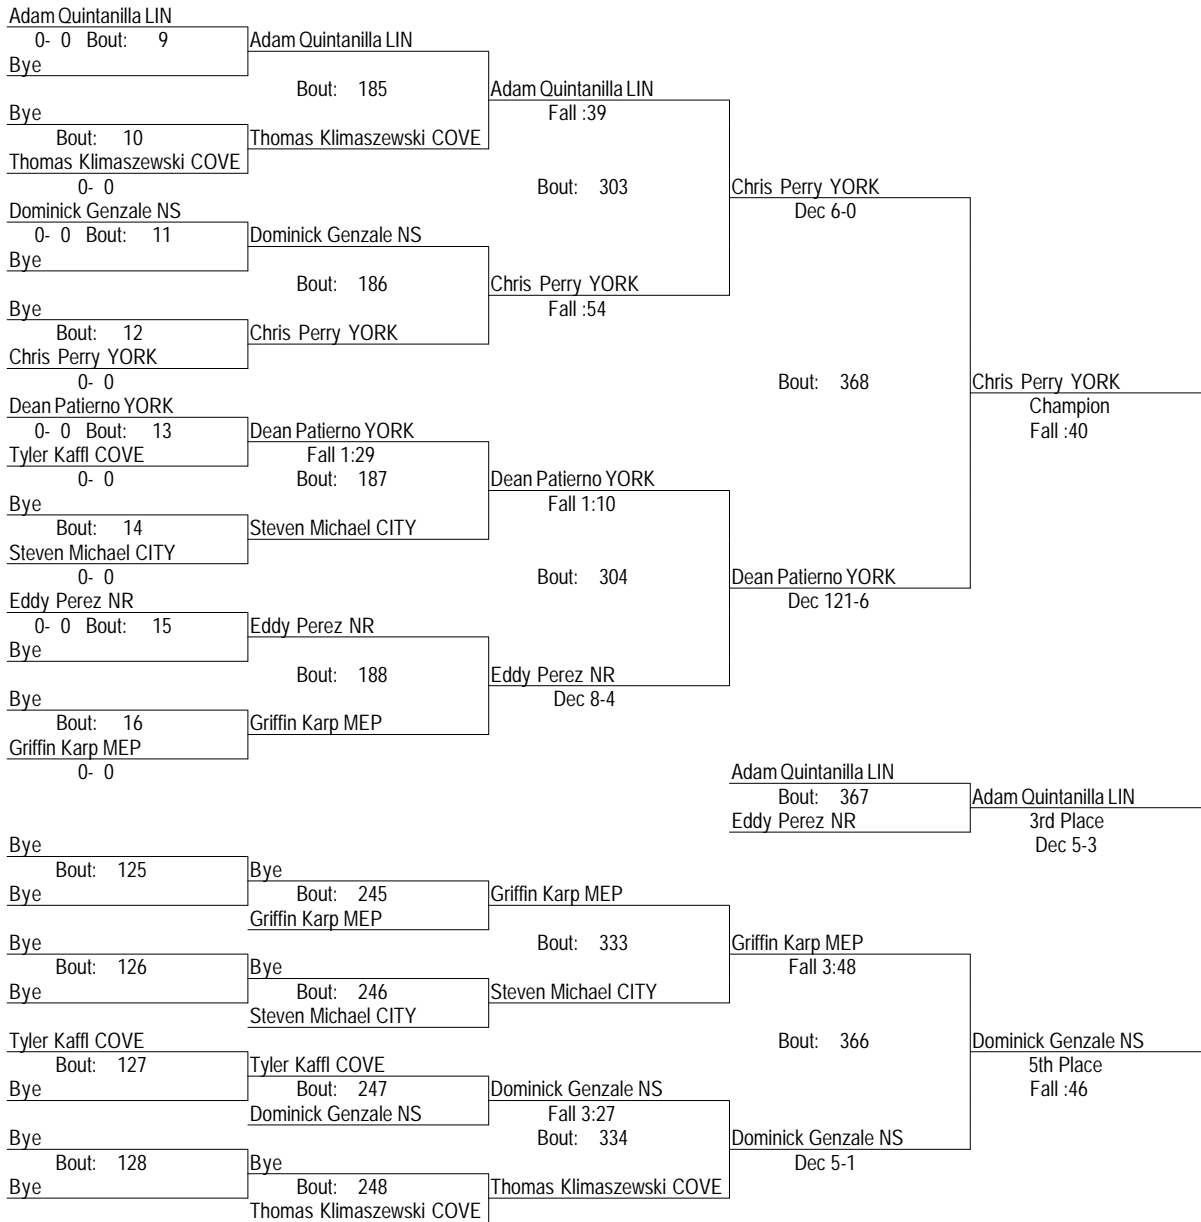 Adam Quintanilla LIN
0- 0 Bout: 9 Adam Quintanilla LIN
Bye
Bout: 185 Adam Quintanilla LIN
Bye Fall :39
Bout: 10 Thomas Klimaszewski COVE
Thomas Klimaszewski COVE
0- 0 Bout: 303 Chris Perry YORK
Dominick Genzale NS Dec 6-0
0- 0 Bout: 11 Dominick Genzale NS
Bye
Bout: 186 Chris Perry YORK
Bye Fall :54
Bout: 12 Chris Perry YORK
Chris Perry YORK
0- 0 Bout: 368 Chris Perry YORK
Dean Patierno YORK Champion
0- 0 Bout: 13 Dean Patierno YORK Fall :40
Tyler Kaffl COVE Fall 1:29
0- 0 Bout: 187 Dean Patierno YORK
Bye Fall 1:10
Bout: 14 Steven Michael CITY
Steven Michael CITY
0- 0 Bout: 304 Dean Patierno YORK
Eddy Perez NR Dec 121-6
0- 0 Bout: 15 Eddy Perez NR
Bye
Bout: 188 Eddy Perez NR
Bye Dec 8-4
Bout: 16 Griffin Karp MEP
Griffin Karp MEP
0- 0 Adam Quintanilla LIN
Bout: 367 Adam Quintanilla LIN
Eddy Perez NR 3rd Place
Bye Dec 5-3
Bout: 125 Bye
Bye Bout: 245 Griffin Karp MEP
Griffin Karp MEP
Bye Bout: 333 Griffin Karp MEP
Bout: 126 Bye Fall 3:48
Bye Bout: 246 Steven Michael CITY
Steven Michael CITY
Tyler Kaffl COVE Bout: 366 Dominick Genzale NS
Bout: 127 Tyler Kaffl COVE 5th Place
Bye Bout: 247 Dominick Genzale NS Fall :46
Dominick Genzale NS Fall 3:27
Bye Bout: 334 Dominick Genzale NS
Bout: 128 Bye Dec 5-1
Bye Bout: 248 Thomas Klimaszewski COVE
Thomas Klimaszewski COVE